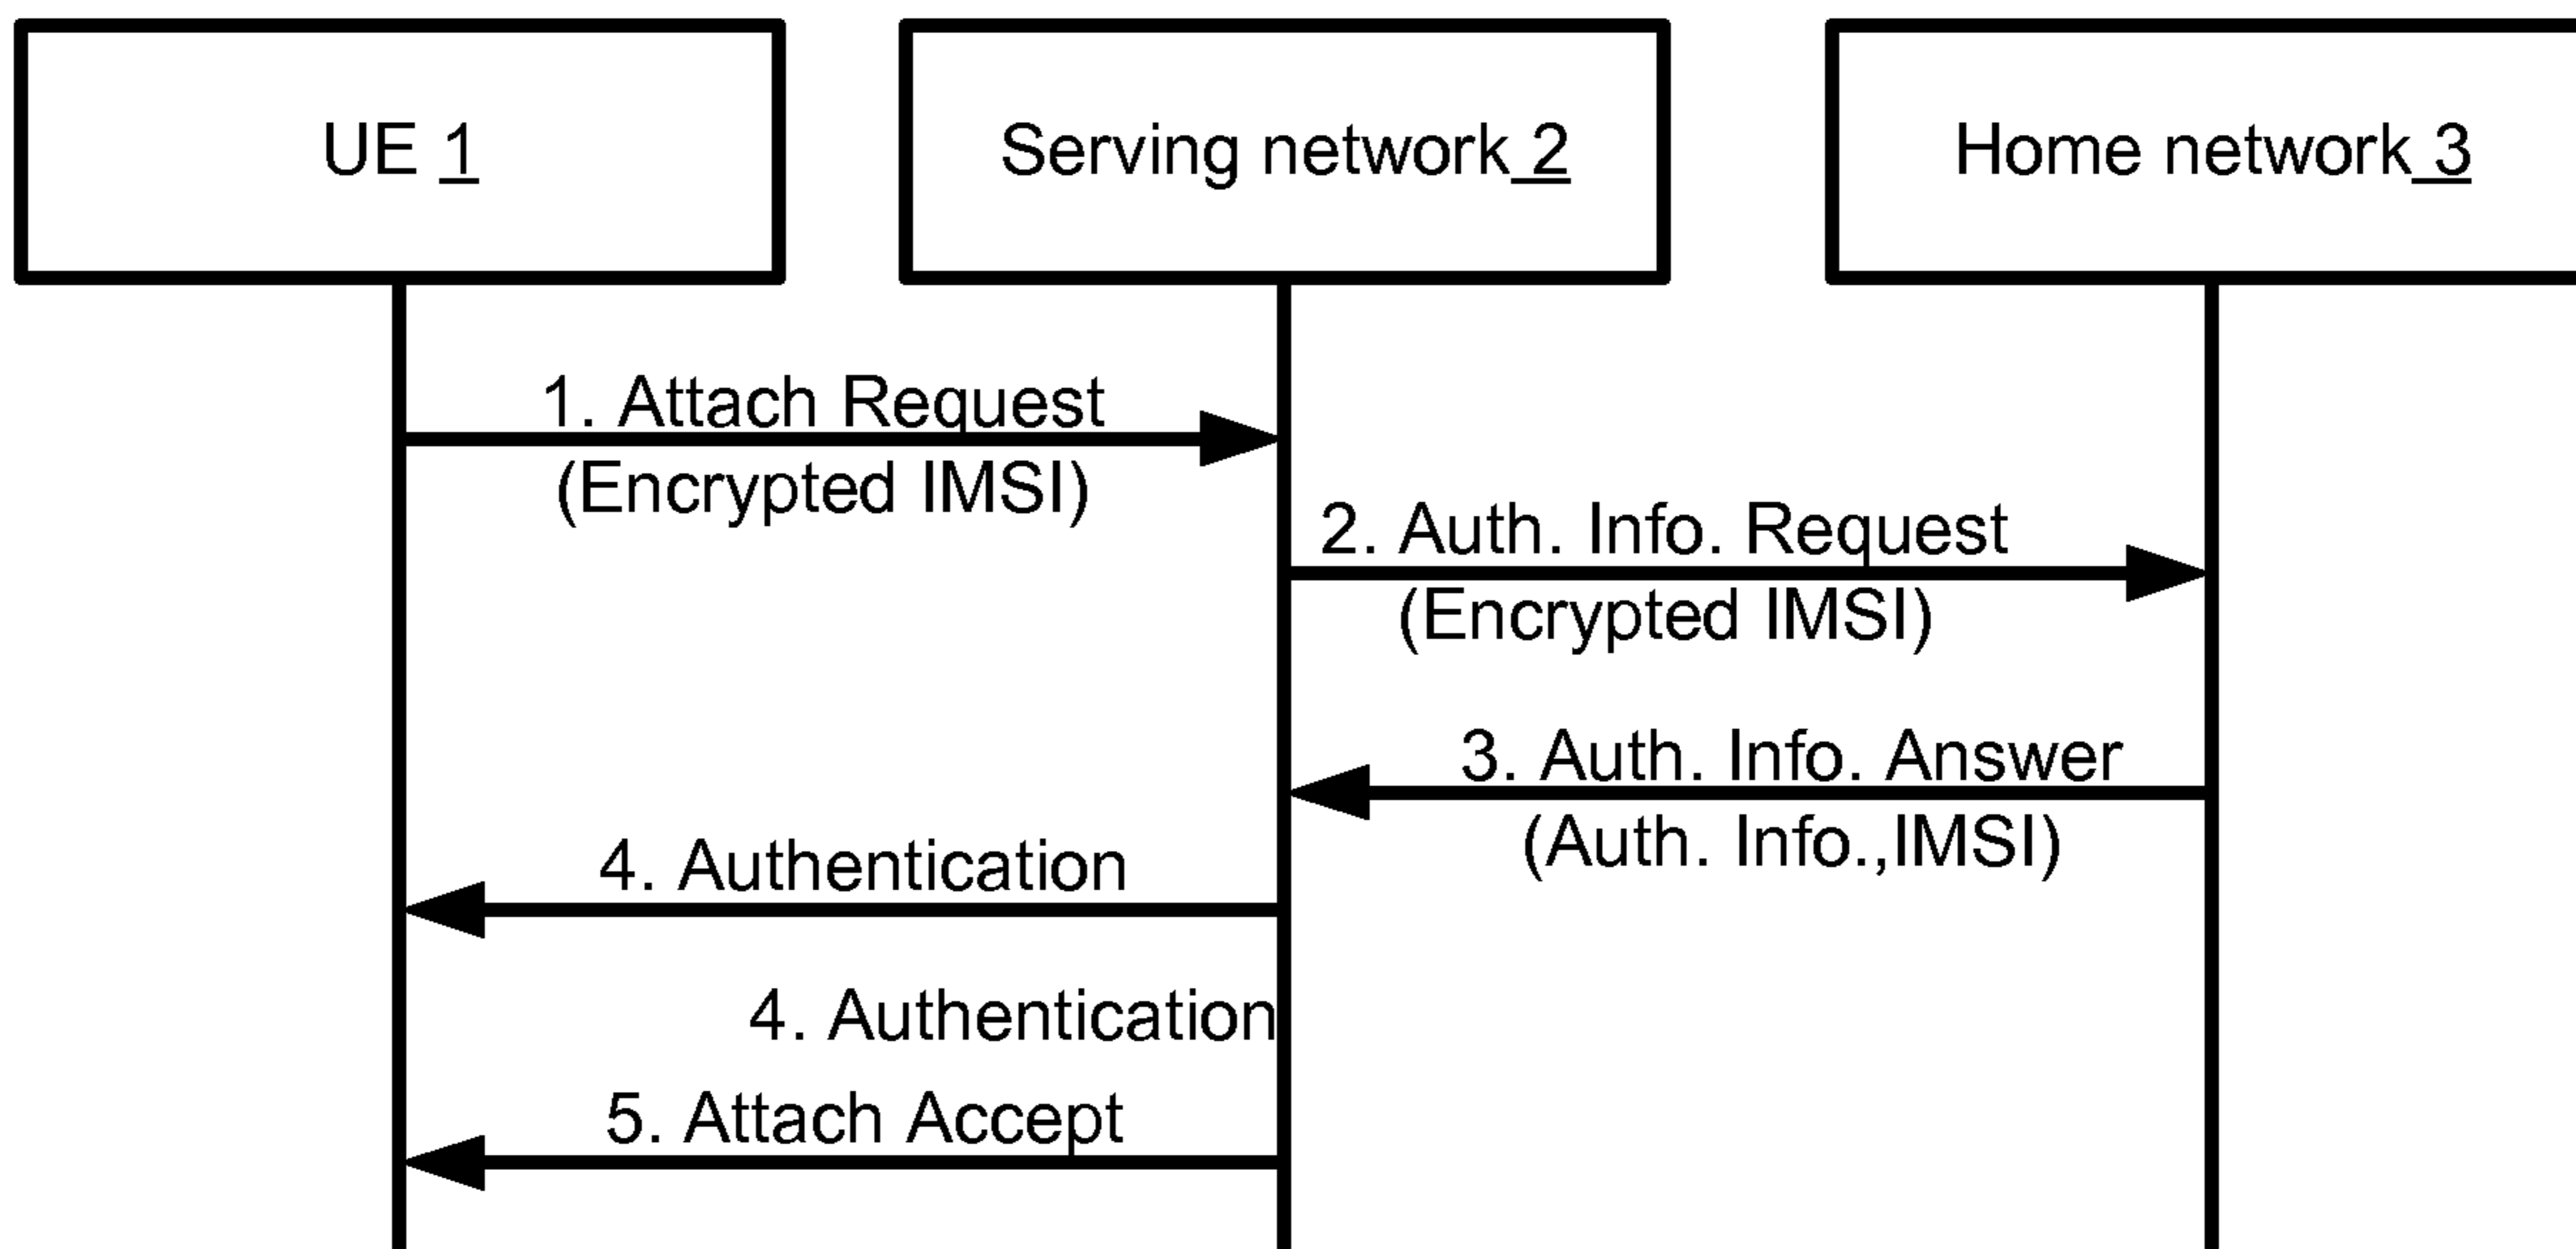 UE 1
Serving network 2
Home network 3
1. Attach Request
(Encrypted IMSI)
2. Auth. Info. Request
(Encrypted IMSI)
3. Auth. Info. Answer
(Auth. Info.,IMSI)
4. Authentication
4. Authentication
5. Attach Accept